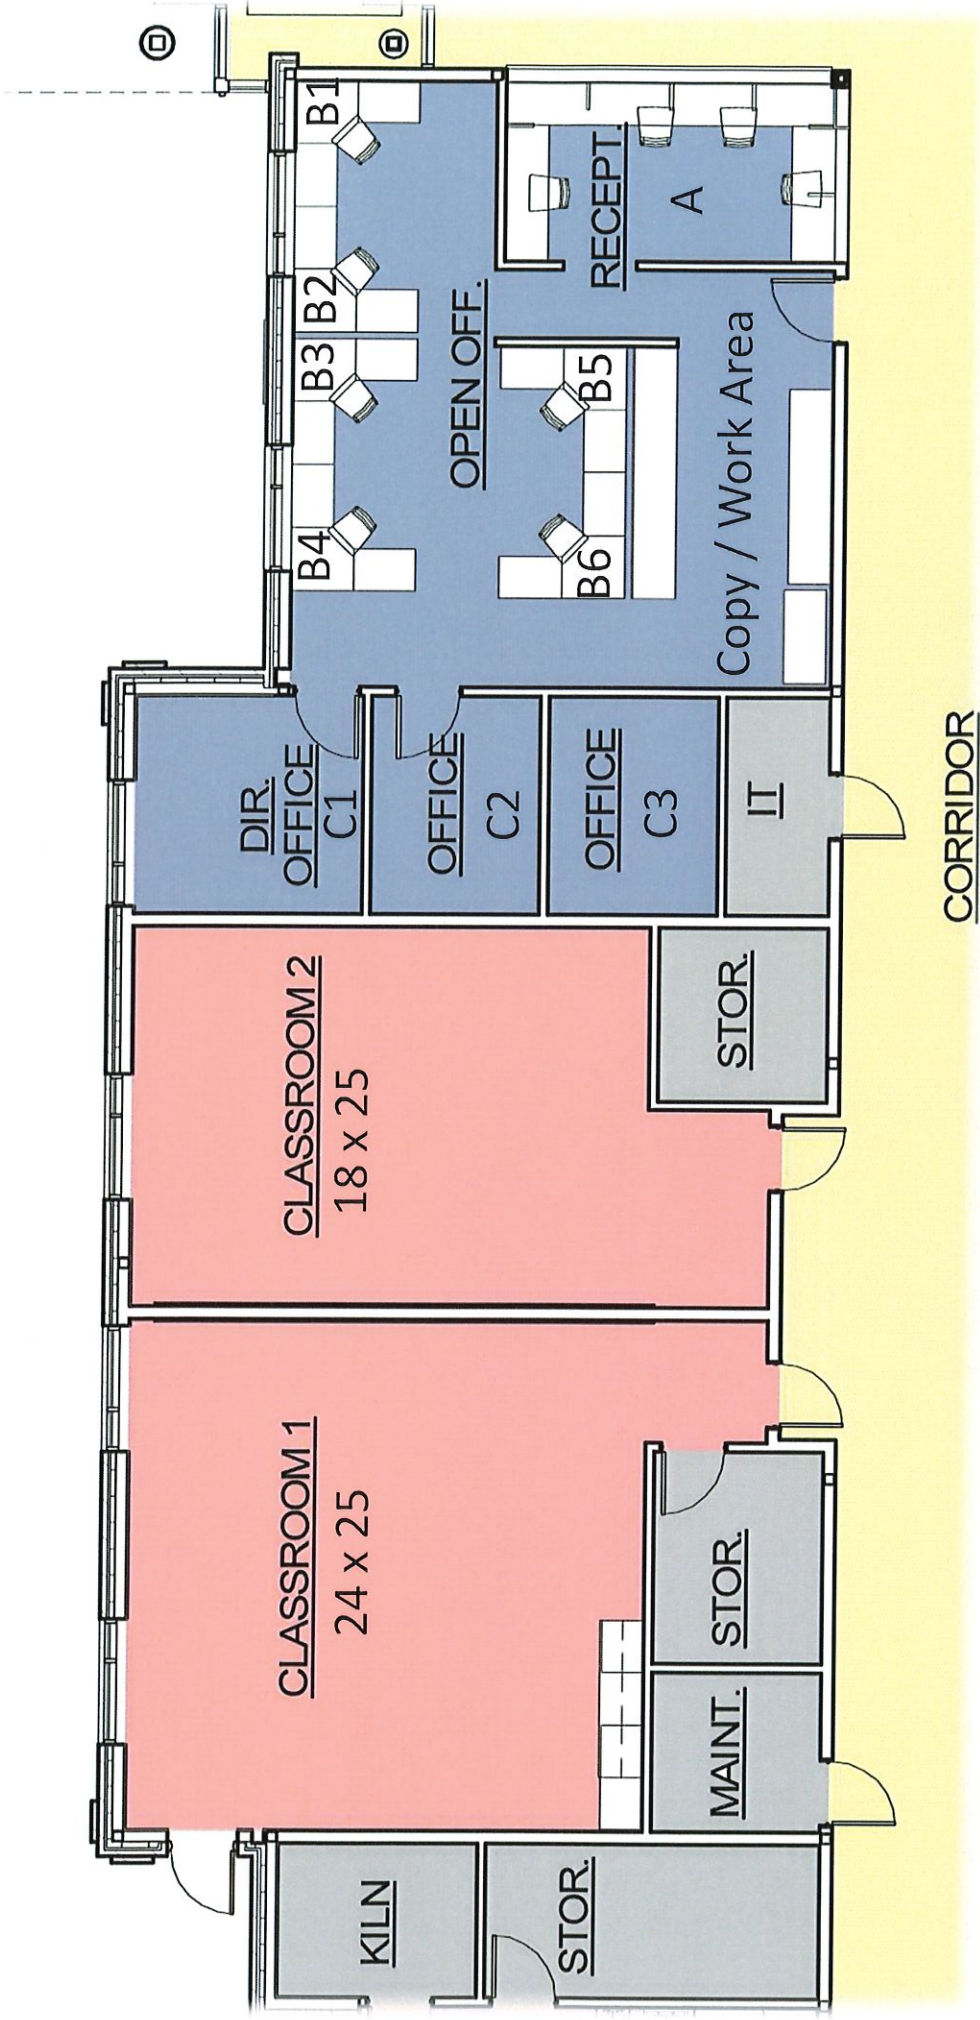 KILN
STOR.
MAINT.
STOR.
CLASSROOM 1
24 x 25
CLASSROOM 2
18 x 25
STOR.
DIR.
OFFICE
C1
OFFICE
C2
OFFICE
C3
IT
B4
B3
B2
B1
OPEN OFF.
B6
B5
Copy / Work Area
RECEPT.
A
CORRIDOR